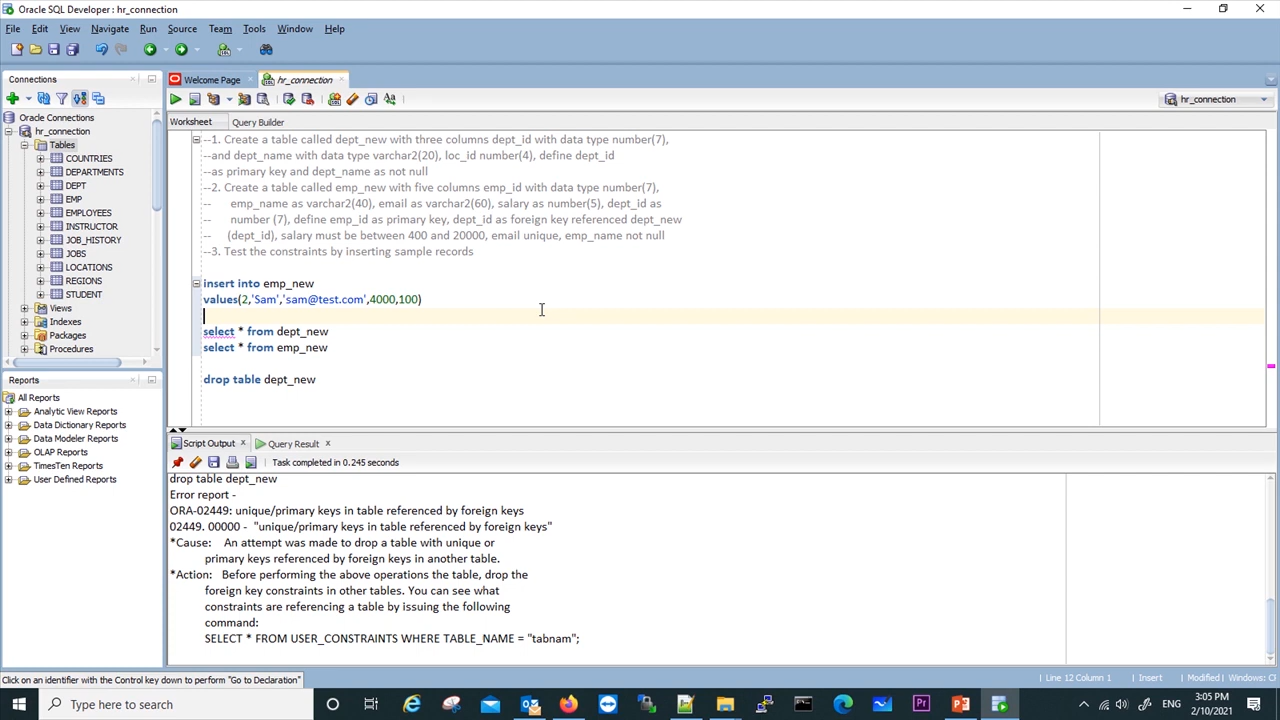 Oracle SQL Developer : hr_connection
File Edit View Navigate Run Source Team Tools Window Help
Connections
Welcome Page
hr_connection
hr_connection
Oracle Connections
hr_connection
Tables
COUNTRIES
DEPARTMENTS
DEPT
EMP
EMPLOYEES
INSTRUCTOR
JOB_HISTORY
JOBS
LOCATIONS
REGIONS
STUDENT
Views
Indexes
Packages
Procedures
Reports
All Reports
Analytic View Reports
Data Dictionary Reports
Data Modeler Reports
OLAP Reports
TimesTen Reports
User Defined Reports
Worksheet Query Builder
--1. Create a table called dept_new with three columns dept_id with data type number(7),
--and dept_name with data type varchar2(20), loc_id number(4), define dept_id
--as primary key and dept_name as not null
--2. Create a table called emp_new with five columns emp_id with data type number(7),
-- emp_name as varchar2(40), email as varchar2(60), salary as number(5), dept_id as
-- number (7), define emp_id as primary key, dept_id as foreign key referenced dept_new
-- (dept_id), salary must be between 400 and 20000, email unique, emp_name not null
--3. Test the constraints by inserting sample records
insert into emp_new
values(2,'Sam','sam@test.com',4000,100)
select * from dept_new
select * from emp_new
drop table dept_new
Script Output Query Result
Task completed in 0.245 seconds
drop table dept_new
Error report -
ORA-02449: unique/primary keys in table referenced by foreign keys
02449. 00000 - "unique/primary keys in table referenced by foreign keys"
*Cause: An attempt was made to drop a table with unique or
primary keys referenced by foreign keys in another table.
*Action: Before performing the above operations the table, drop the
foreign key constraints in other tables. You can see what
constraints are referencing a table by issuing the following
command:
SELECT * FROM USER_CONSTRAINTS WHERE TABLE_NAME = "tabnam";
Click on an identifier with the Control key down to perform "Go to Declaration"
Line 12 Column 1 Insert Modified Windows: C
Type here to search
ENG
3:05 PM
2/10/2021